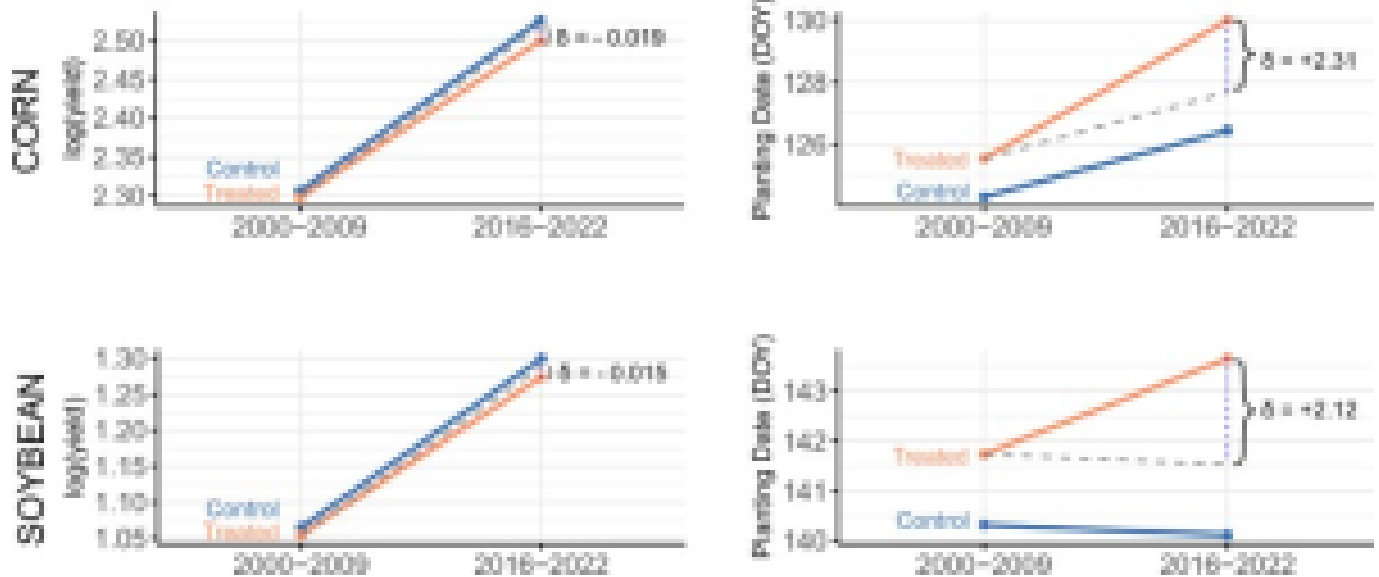 CORN
log(yield)
2.50
2.45
2.40
2.35
2.30
Control
Treated
δ = - 0.019
2000−2009
2016−2022
Planting Date (DOY)
130
128
126
Treated
Control
δ = +2.31
2000−2009
2016−2022
SOYBEAN
log(yield)
1.30
1.25
1.20
1.15
1.10
1.05
Control
Treated
δ = - 0.015
2000−2009
2016−2022
Planting Date (DOY)
143
142
141
140
Treated
Control
δ = +2.12
2000−2009
2016−2022